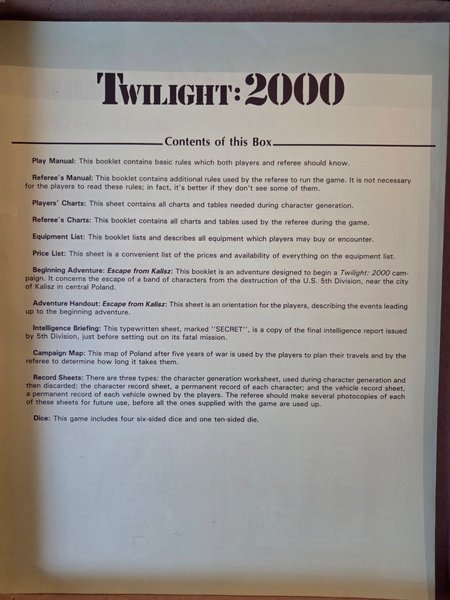 TWILIGHT: 2000
Contents of this Box
Play Manual: This booklet contains basic rules which both players and referee should know.
Referee's Manual: This booklet contains additional rules used by the referee to run the game. It is not necessary
for the players to read these rules; in fact, it's better if they don't see some of them.
Players' Charts: This sheet contains all charts and tables needed during character generation.
Referee's Charts: This booklet contains all charts and tables used by the referee during the game.
Equipment List: This booklet lists and describes all equipment which players may buy or encounter.
Price List: This sheet is a convenient list of the prices and availability of everything on the equipment list.
Beginning Adventure: Escape from Kalisz: This booklet is an adventure designed to begin a Twilight: 2000 cam-
paign. It concerns the escape of a band of characters from the destruction of the U.S. 5th Division, near the city
of Kalisz in central Poland.
Adventure Handout: Escape from Kalisz: This sheet is an orientation for the players, describing the events leading
up to the beginning adventure.
Intelligence Briefing: This typewritten sheet, marked "SECRET", is a copy of the final intelligence report issued
by 5th Division, just before setting out on its fatal mission.
Campaign Map: This map of Poland after five years of war is used by the players to plan their travels and by the
referee to determine how long it takes them.
Record Sheets: There are three types: the character generation worksheet, used during character generation and
then discarded; the character record sheet, a permanent record of each character; and the vehicle record sheet,
a permanent record of each vehicle owned by the players. The referee should make several photocopies of each
of these sheets for future use, before all the ones supplied with the game are used up.
Dice: This game includes four six-sided dice and one ten-sided die.